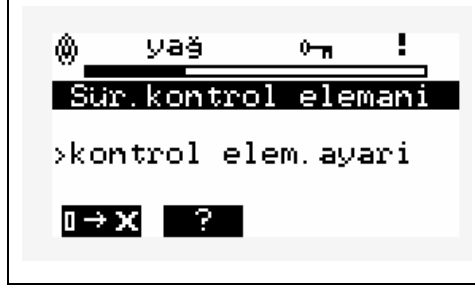 yağ !
Sür.kontrol elemani
>kontrol elem.ayari
▯→X ?